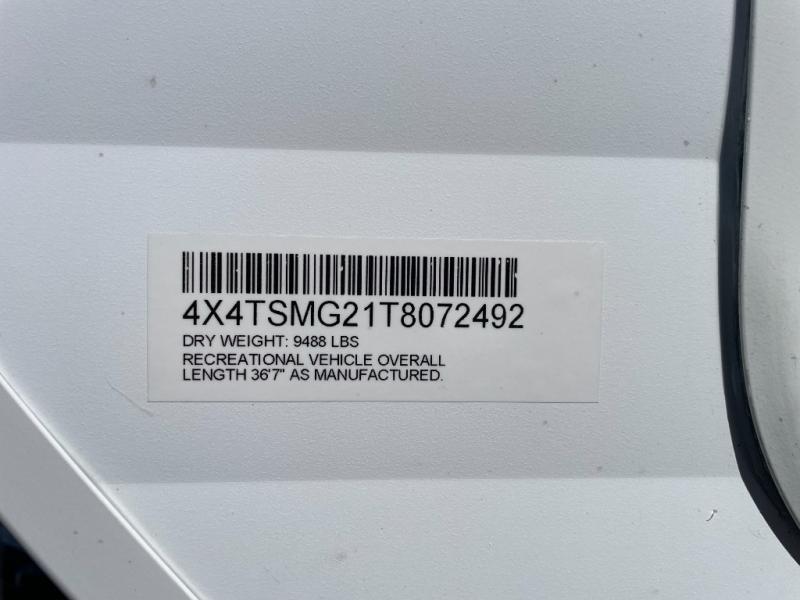 4X4TSMG21T8072492
DRY WEIGHT: 9488 LBS
RECREATIONAL VEHICLE OVERALL
LENGTH 36'7" AS MANUFACTURED.